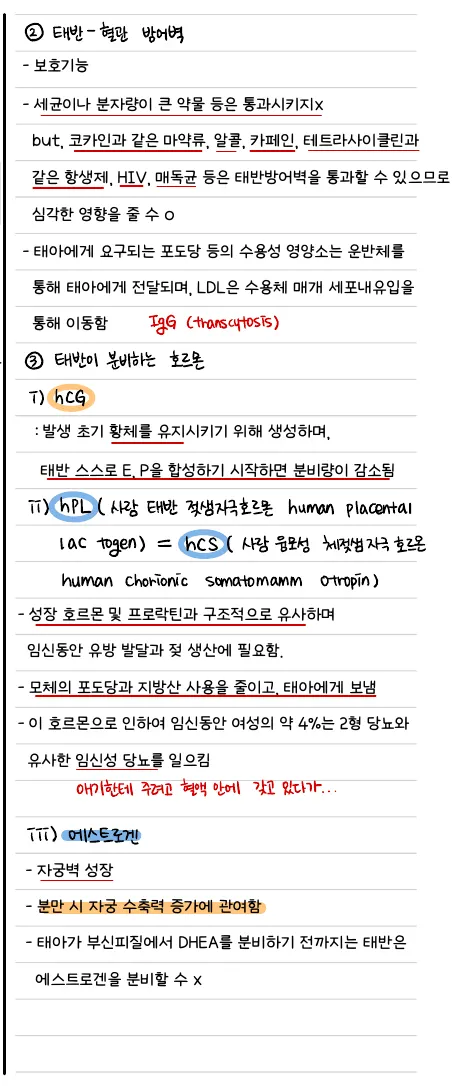 ② 태반-혈관 방어벽
- 보호기능
- 세균이나 분자량이 큰 약물 등은 통과시키지x
but, 코카인과 같은 마약류, 알콜, 카페인, 테트라사이클린과
같은 항생제, HIV, 매독균 등은 태반방어벽을 통과할 수 있으므로
심각한 영향을 줄 수 o
- 태아에게 요구되는 포도당 등의 수용성 영양소는 운반체를
통해 태아에게 전달되며, LDL은 수용체 매개 세포내유입을
통해 이동함 IgG (transcytosis)
③ 태반이 분비하는 호르몬
i) hCG
: 발생 초기 황체를 유지시키기 위해 생성하며,
태반 스스로 E, P을 합성하기 시작하면 분비량이 감소됨
ii) hPL ( 사람 태반 젖생자극호르몬 human placental
lac togen) = hCS ( 사람 융모성 체젖샘자극 호르몬
human chorionic somatomamm otropin)
- 성장 호르몬 및 프로락틴과 구조적으로 유사하며
임신동안 유방 발달과 젖 생산에 필요함.
- 모체의 포도당과 지방산 사용을 줄이고, 태아에게 보냄
- 이 호르몬으로 인하여 임신동안 여성의 약 4%는 2형 당뇨와
유사한 임신성 당뇨를 일으킴
애기한테 주려고 혈액 안에 갖고 있다가...
iii) 에스트로겐
- 자궁벽 성장
- 분만 시 자궁 수축력 증가에 관여함
- 태아가 부신피질에서 DHEA를 분비하기 전까지는 태반은
에스트로겐을 분비할 수 x